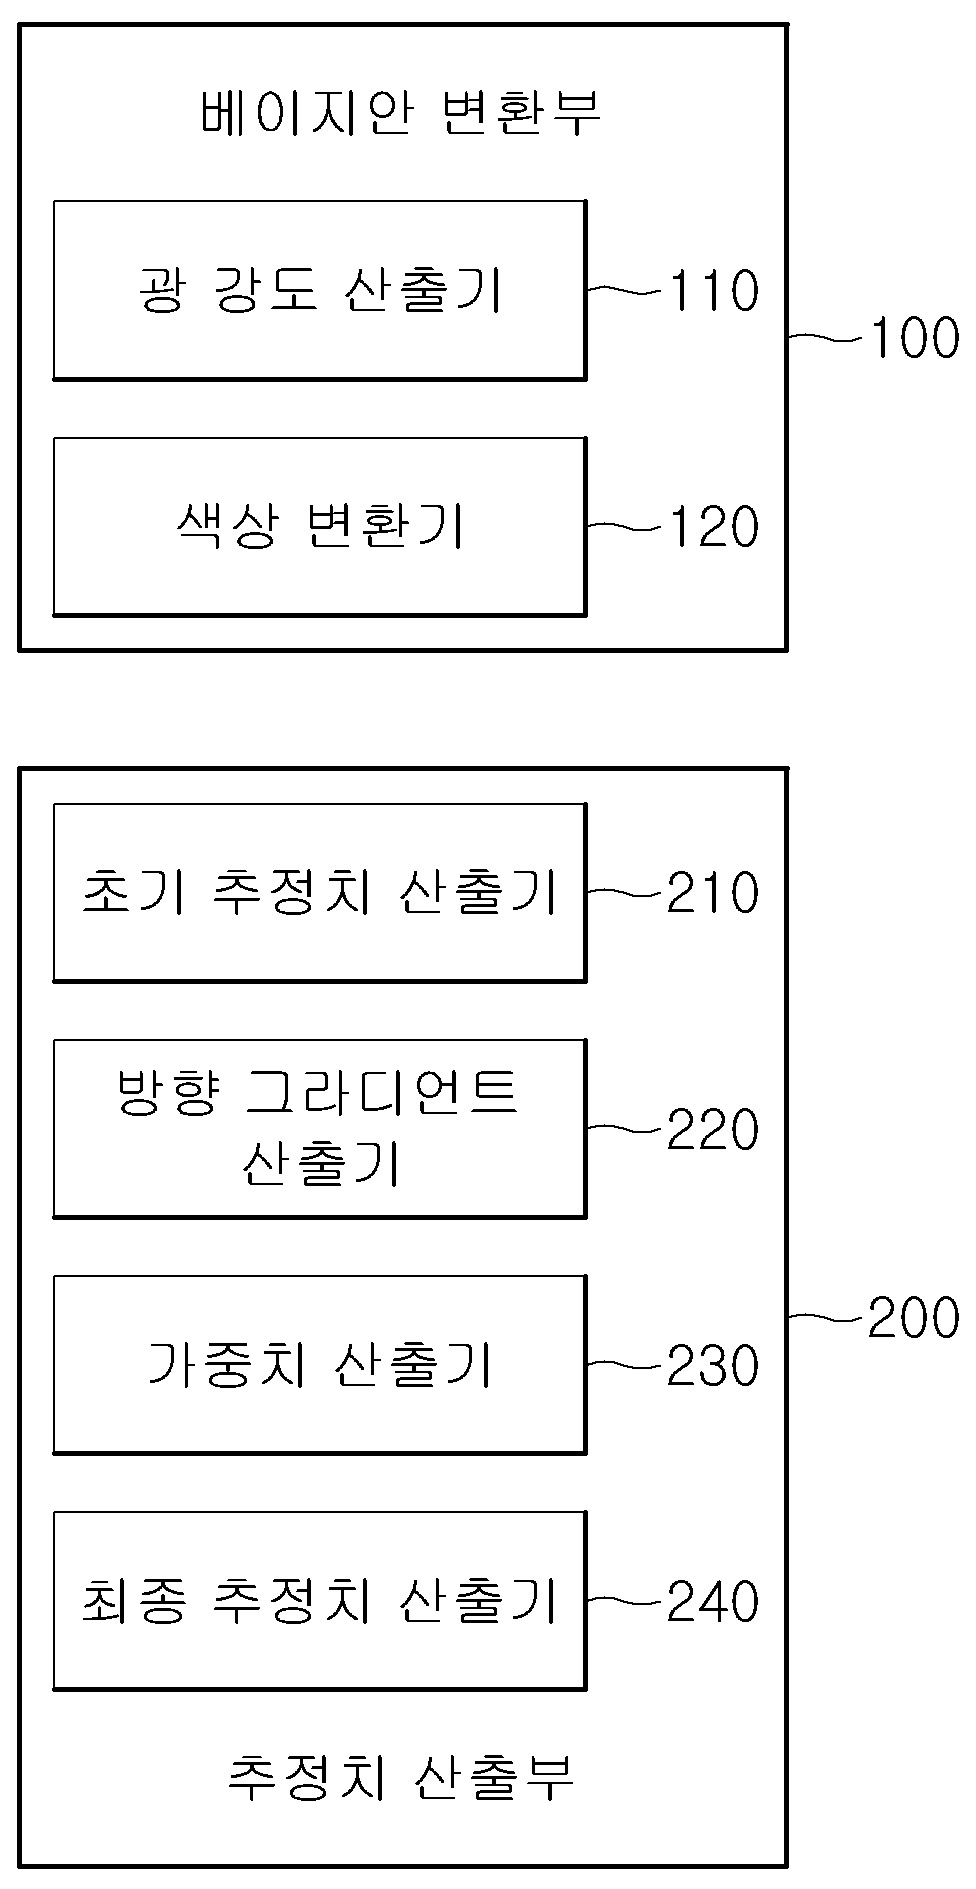 베이지안 변환부
광 강도 산출기
110
100
색상 변환기
120
초기 추정치 산출기
210
방향 그라디언트
산출기
220
200
가중치 산출기
230
최종 추정치 산출기
240
추정치 산출부